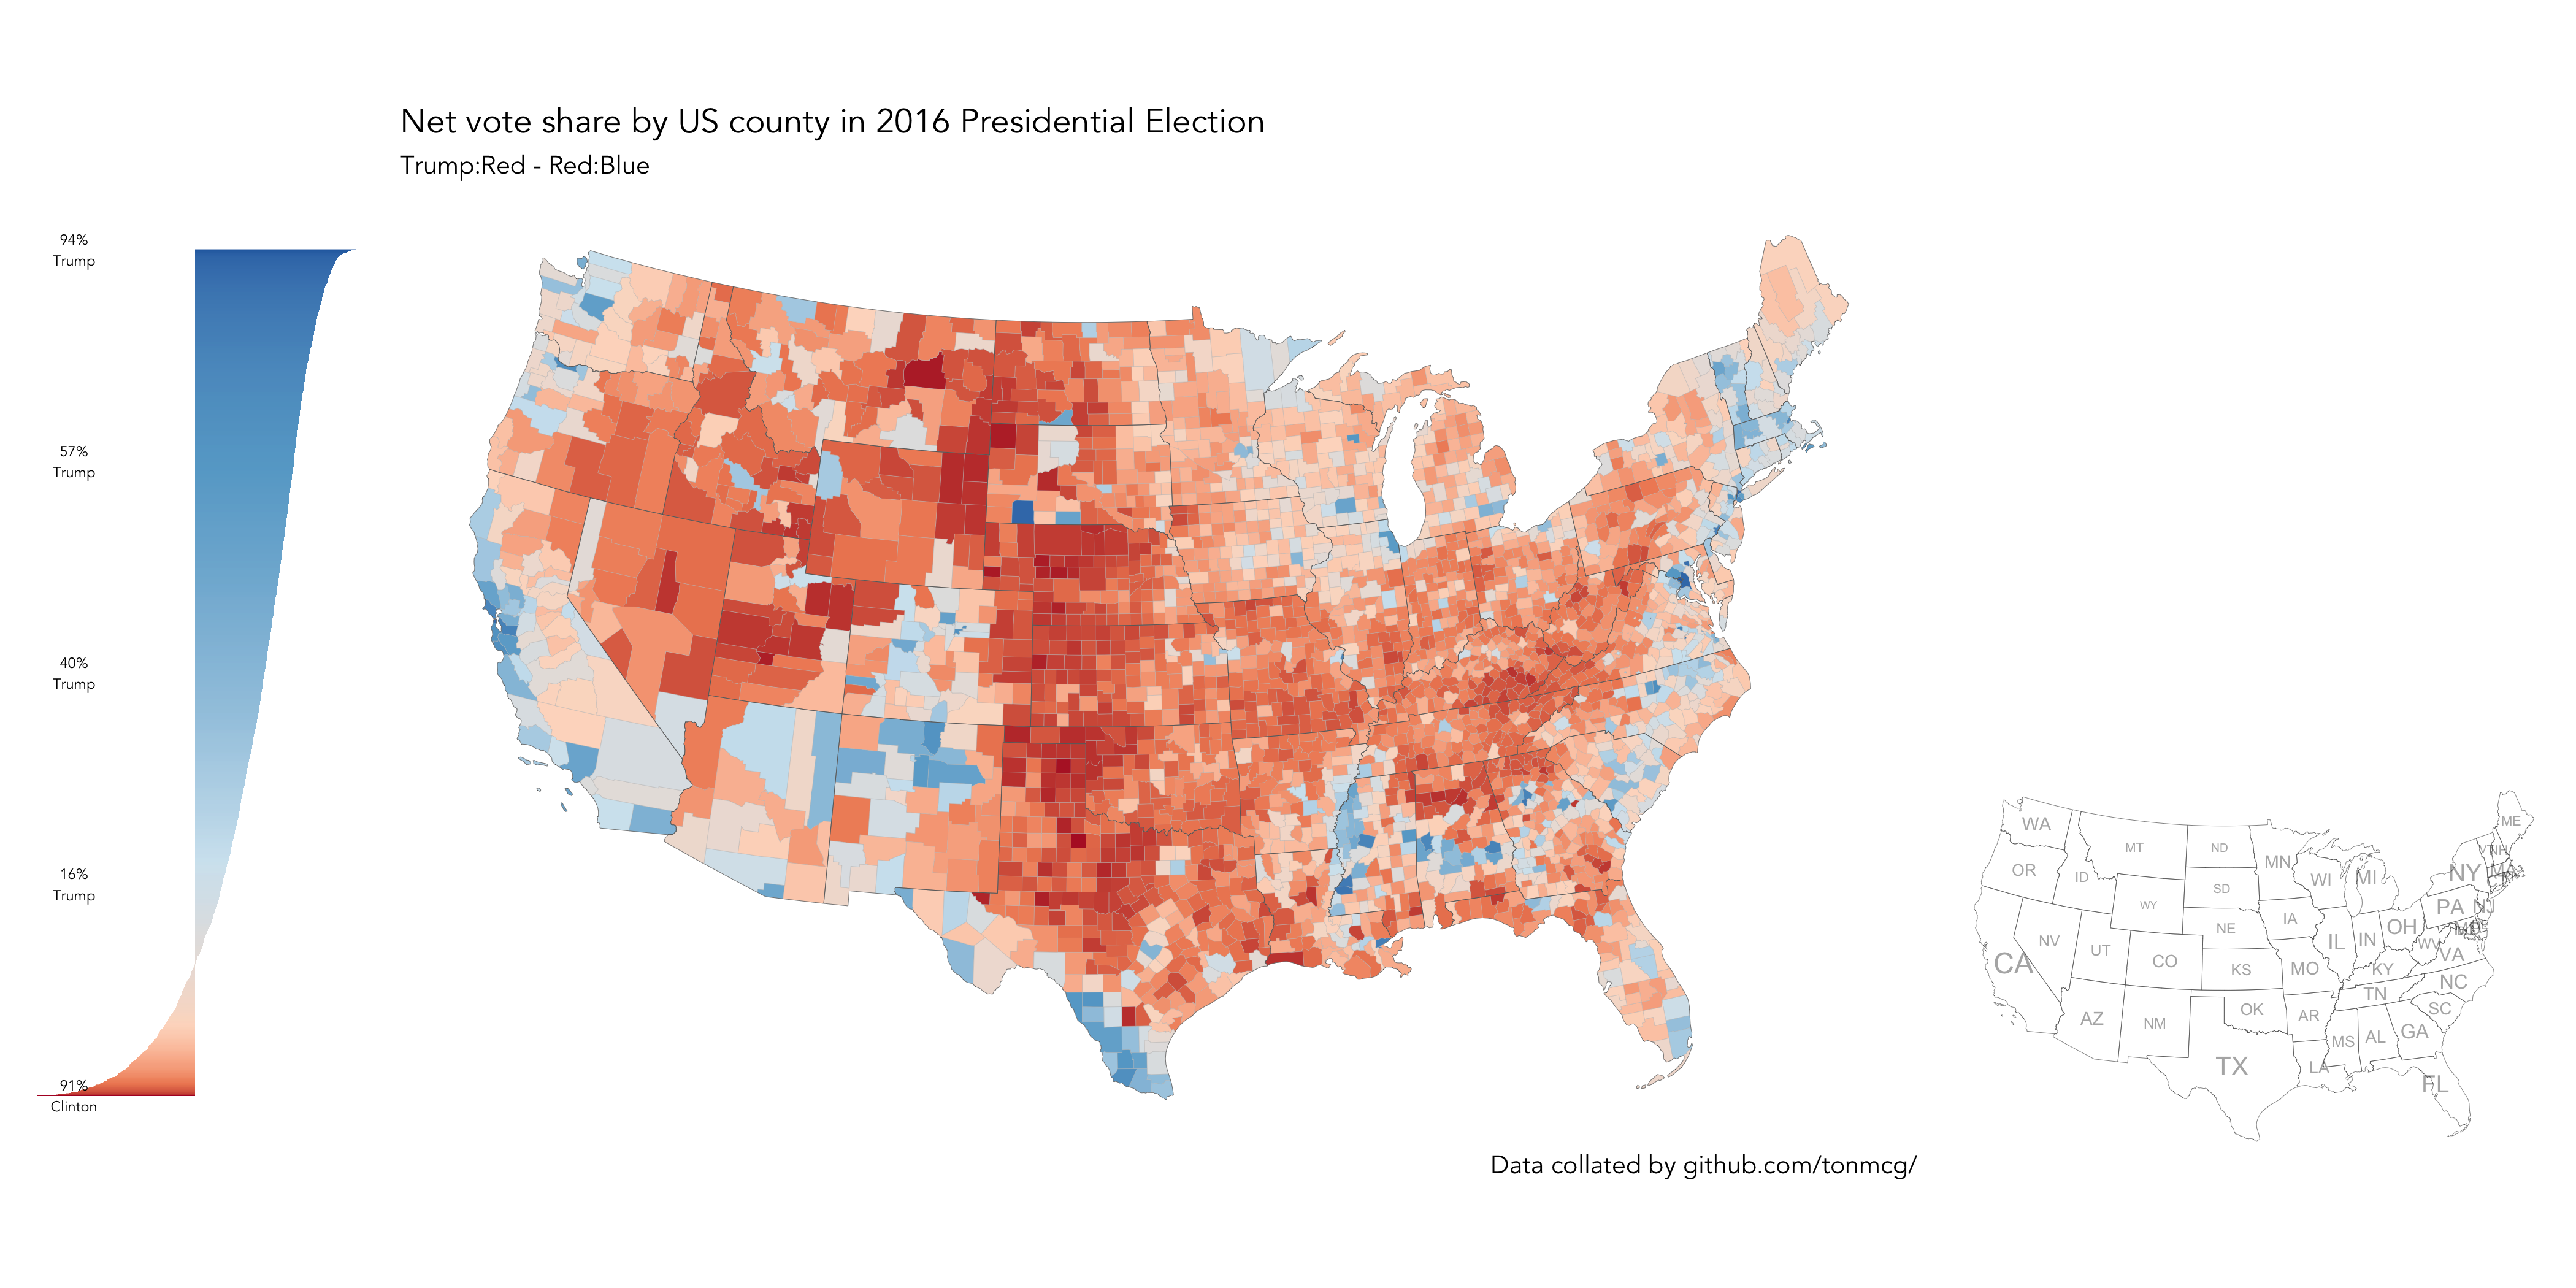 Net vote share by US county in 2016 Presidential Election
Trump:Red - Red:Blue
94%
Trump
57%
Trump
40%
Trump
16%
Trump
91%
Clinton
WA
MT
ND
MN
ME
OR
ID
SD
WI
MI
NY
VT
NH
MA
WY
IA
PA
NJ
NV
UT
NE
IL
IN
OH
WV
VA
CA
CO
KS
MO
KY
NC
AZ
NM
OK
AR
TN
SC
TX
MS
AL
GA
LA
FL
Data collated by github.com/tonmcg/